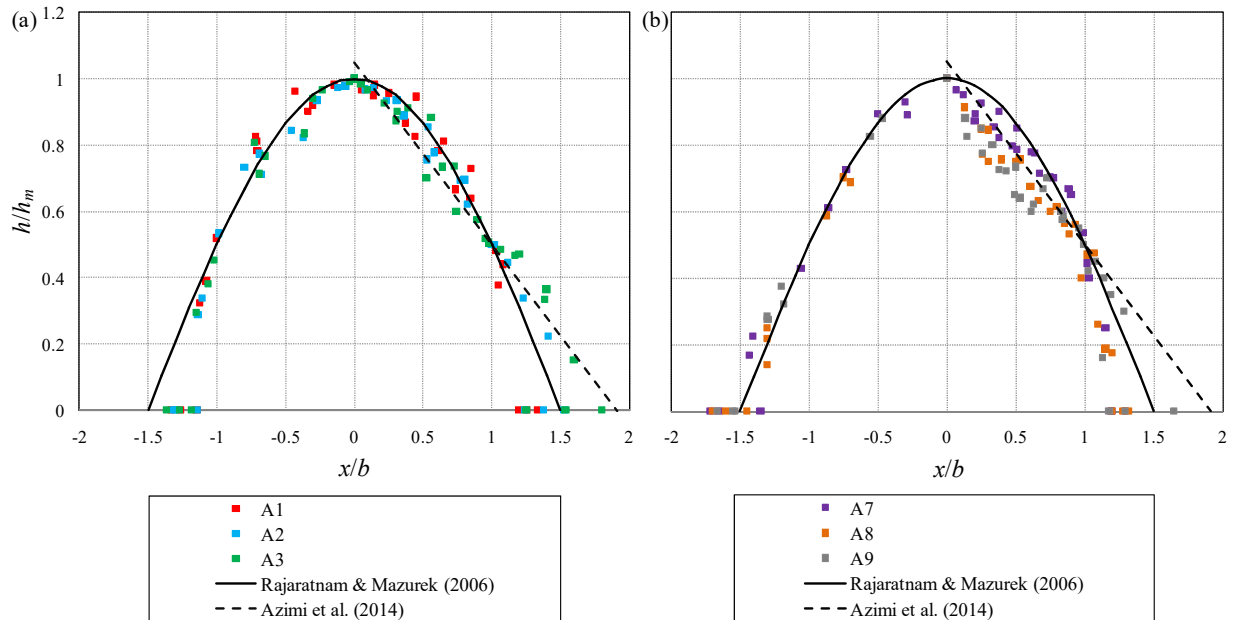 (a)
h/hm
1.2
1
0.8
0.6
0.4
0.2
0
-2 -1.5 -1 -0.5 0 0.5 1 1.5 2
x/b
A1
A2
A3
Rajaratnam & Mazurek (2006)
Azimi et al. (2014)
(b)
-2 -1.5 -1 -0.5 0 0.5 1 1.5 2
x/b
A7
A8
A9
Rajaratnam & Mazurek (2006)
Azimi et al. (2014)